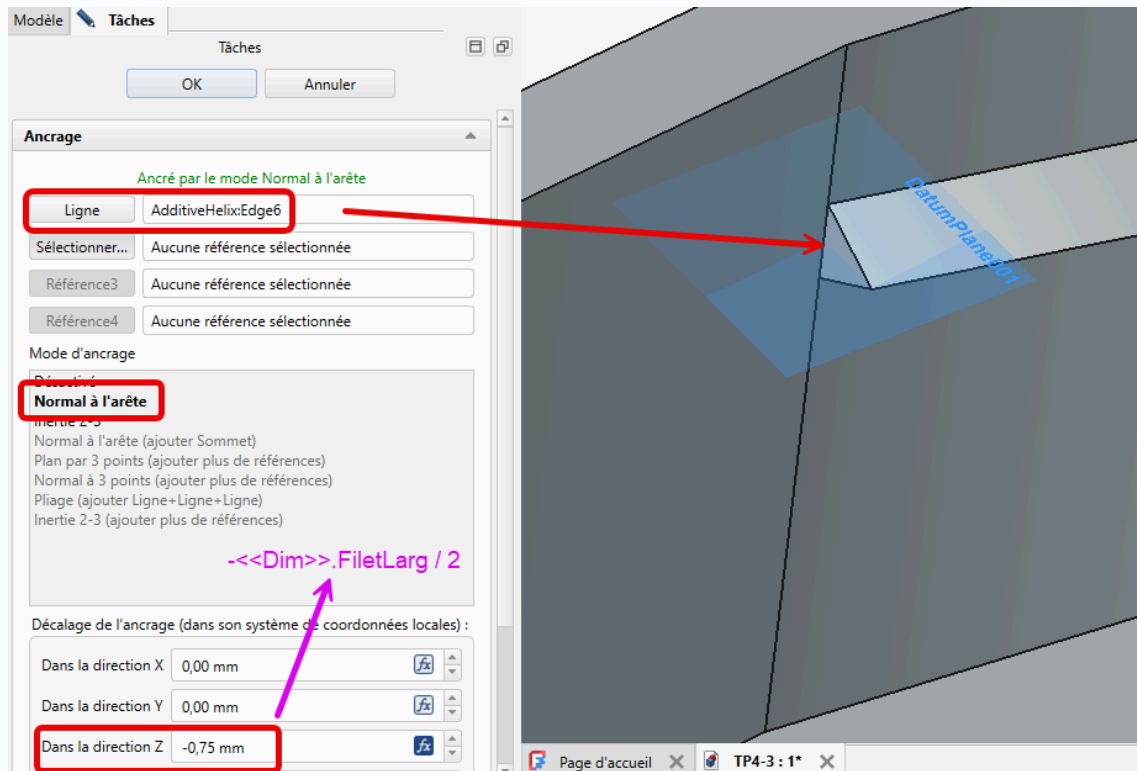 Modèle Tâches
Tâches
OK Annuler
Ancrage
Ancré par le mode Normal à l'arête
Ligne AdditiveHelix:Edge6
Sélectionner... Aucune référence sélectionnée
Référence3 Aucune référence sélectionnée
Référence4 Aucune référence sélectionnée
Mode d'ancrage
Désactivé
Normal à l'arête
Inertie 2-3
Normal à l'arête (ajouter Sommet)
Plan par 3 points (ajouter plus de références)
Normal à 3 points (ajouter plus de références)
Pliage (ajouter Ligne+Ligne+Ligne)
Inertie 2-3 (ajouter plus de références)
-<<Dim>>.FiletLarg / 2
Décalage de l'ancrage (dans son système de coordonnées locales) :
Dans la direction X 0,00 mm fx
Dans la direction Y 0,00 mm fx
Dans la direction Z -0,75 mm fx
DatumPlane001
Page d'accueil TP4-3 : 1*